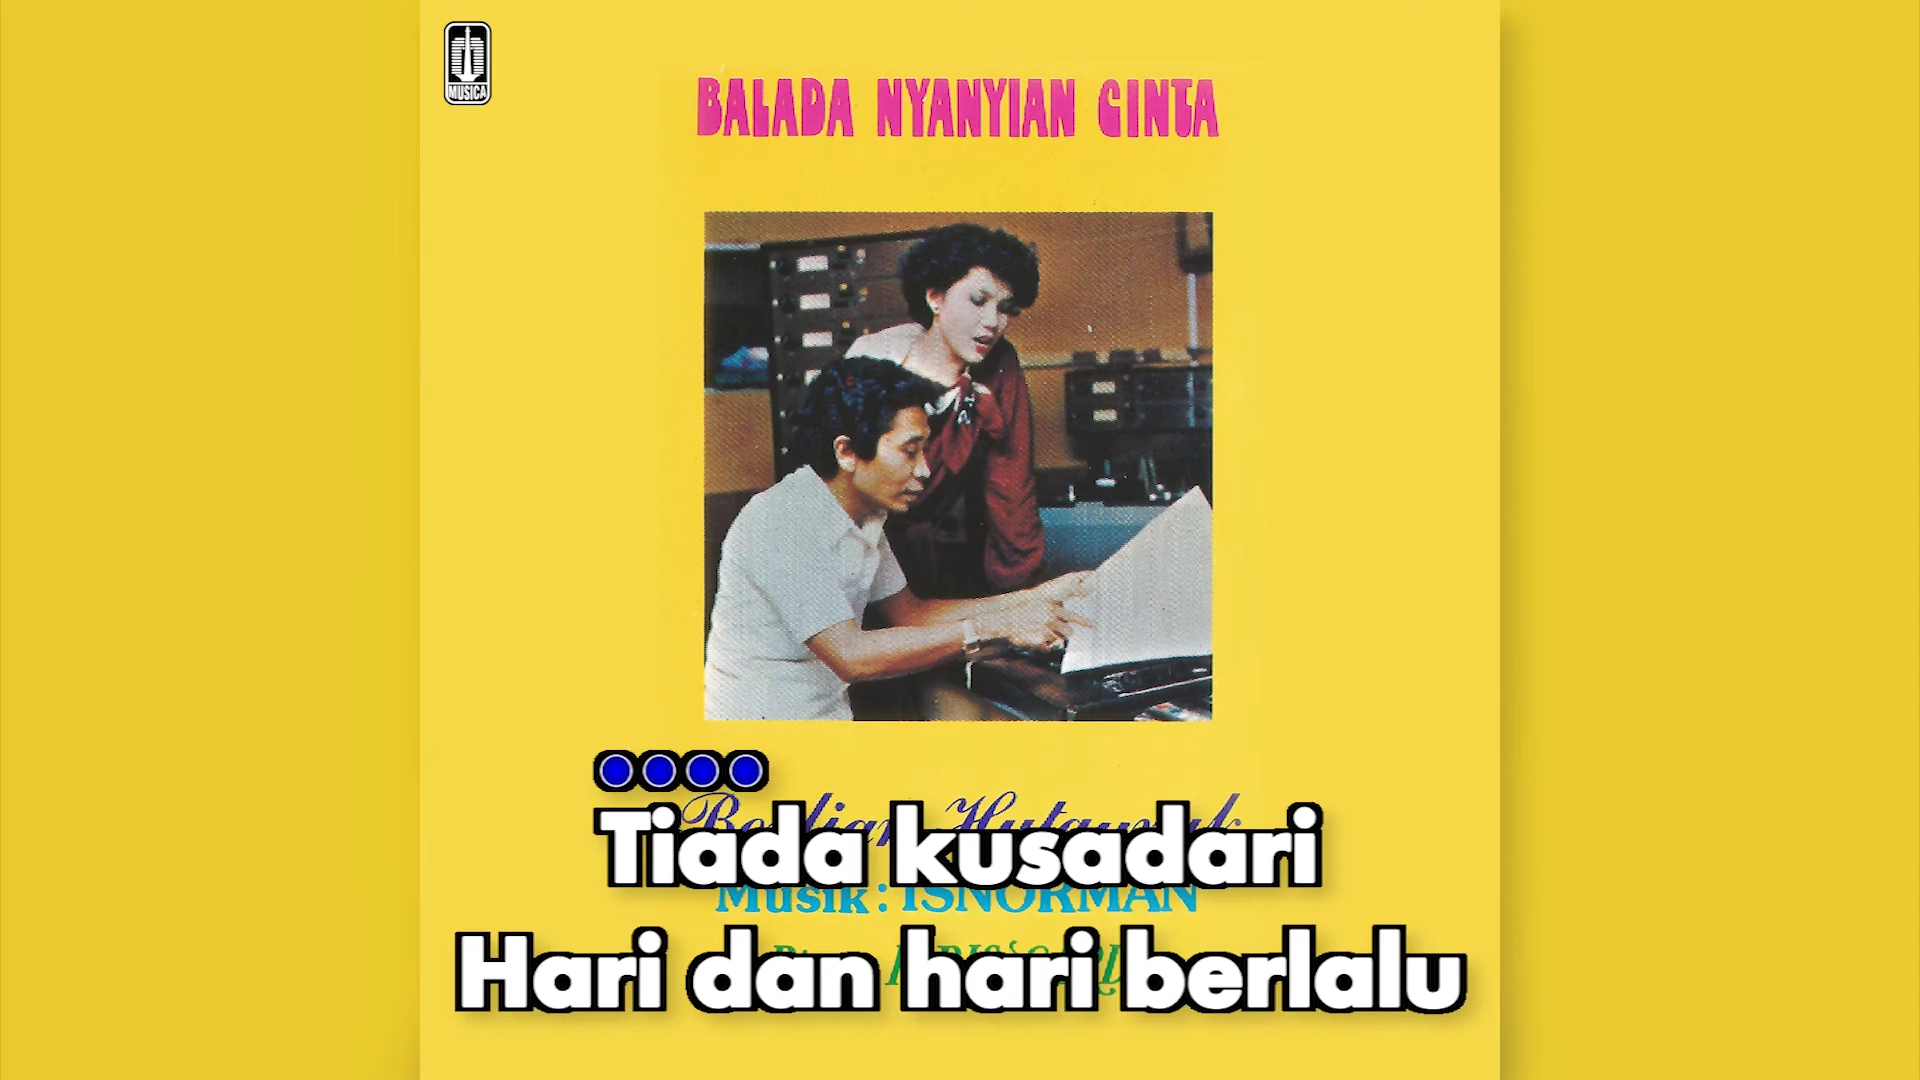 MUSICA
BALADA NYANYIAN CINTA
Tiada kusadari
Musik: ISNORMAN
Hari dan hari berlalu